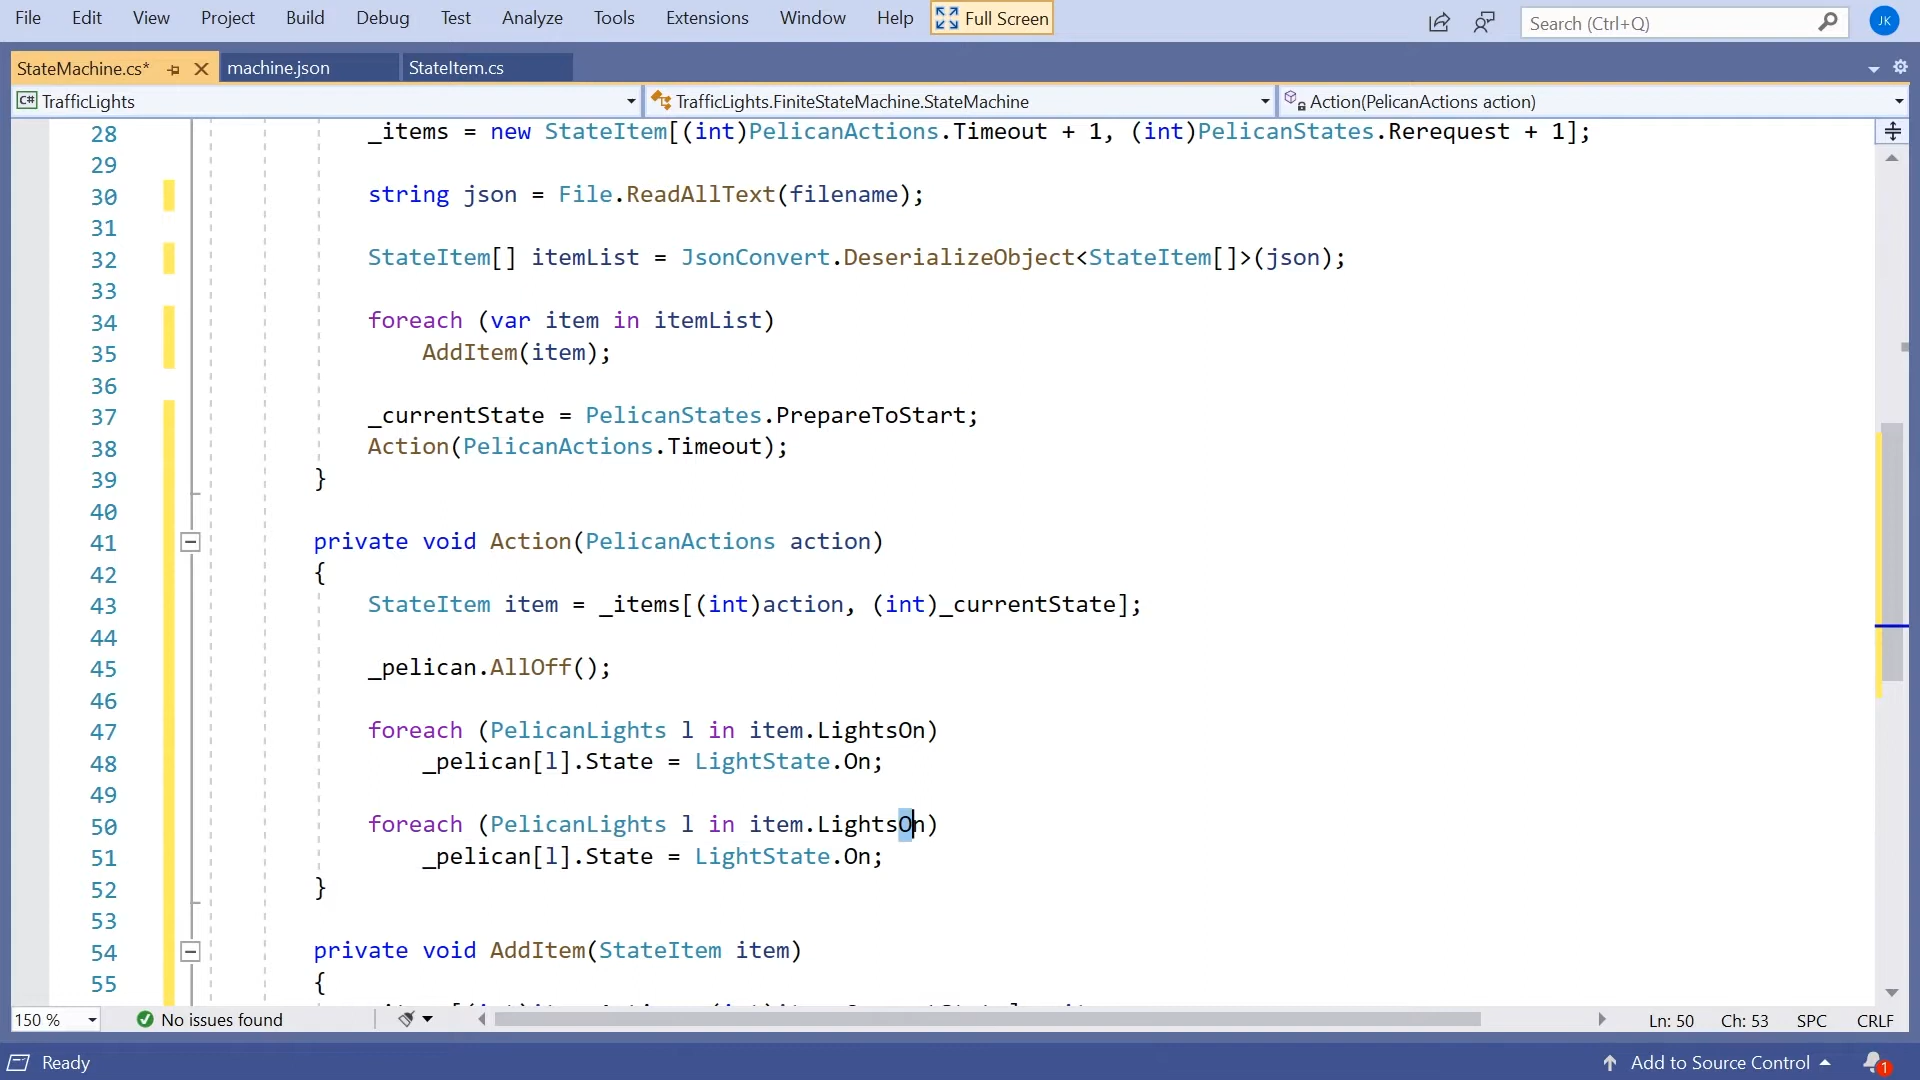 File Edit View Project Build Debug Test Analyze Tools Extensions Window Help Full Screen Search (Ctrl+Q) JK
StateMachine.cs* machine.json StateItem.cs
C# TrafficLights TrafficLights.FiniteStateMachine.StateMachine Action(PelicanActions action)
28 _items = new StateItem[(int)PelicanActions.Timeout + 1, (int)PelicanStates.Rerequest + 1];
29
30 string json = File.ReadAllText(filename);
31
32 StateItem[] itemList = JsonConvert.DeserializeObject<StateItem[]>(json);
33
34 foreach (var item in itemList)
35 AddItem(item);
36
37 _currentState = PelicanStates.PrepareToStart;
38 Action(PelicanActions.Timeout);
39 }
40
41 private void Action(PelicanActions action)
42 {
43 StateItem item = _items[(int)action, (int)_currentState];
44
45 _pelican.AllOff();
46
47 foreach (PelicanLights l in item.LightsOn)
48 _pelican[l].State = LightState.On;
49
50 foreach (PelicanLights l in item.LightsOn)
51 _pelican[l].State = LightState.On;
52 }
53
54 private void AddItem(StateItem item)
55 {
150 % No issues found Ln: 50 Ch: 53 SPC CRLF
Ready Add to Source Control 1